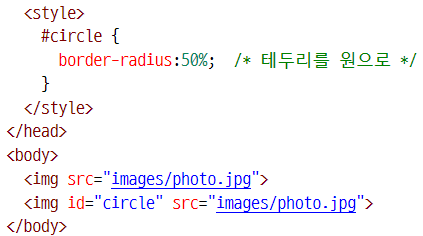 <style>
#circle {
border-radius:50%; /* 테두리를 원으로 */
}
</style>
</head>
<body>
<img src="images/photo.jpg">
<img id="circle" src="images/photo.jpg">
</body>